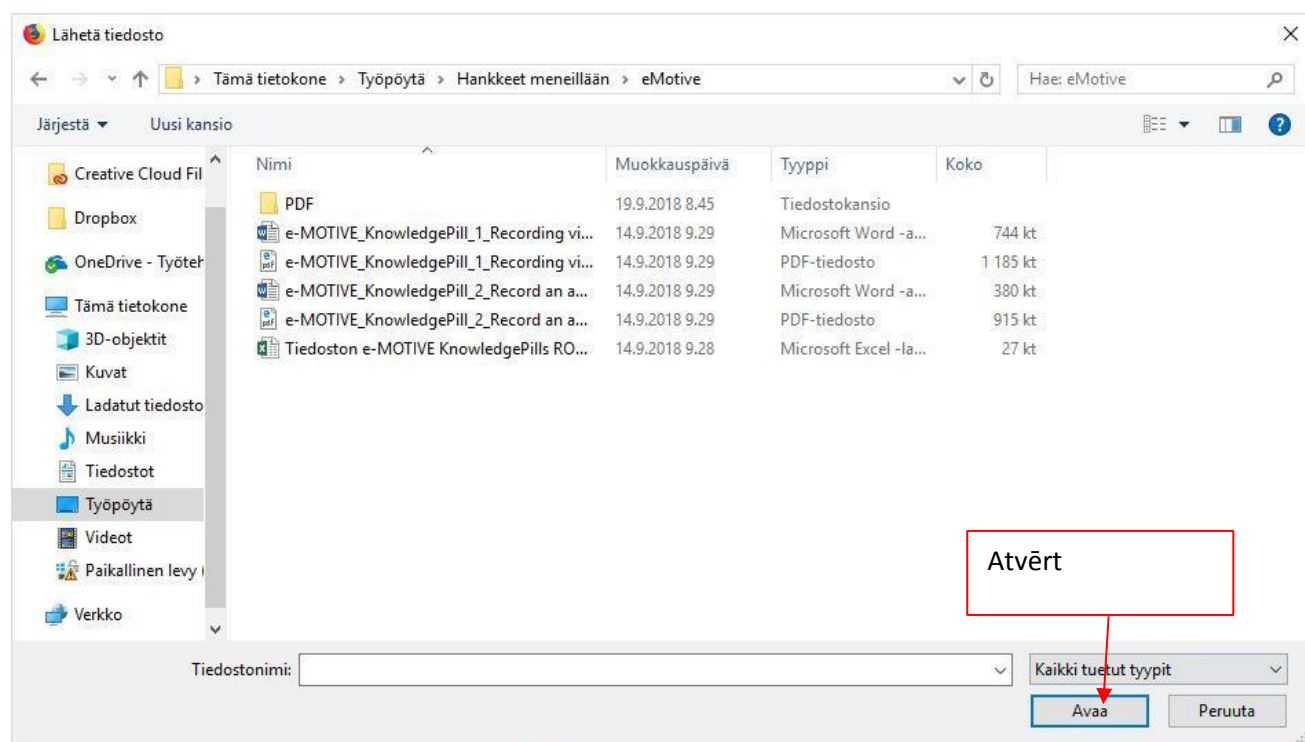 Lähetä tiedosto
Tämä tietokone > Työpöytä > Hankkeet meneillään > eMotive
Hae: eMotive
Järjestä
Uusi kansio
Creative Cloud Fil
Dropbox
OneDrive - Työteh
Tämä tietokone
3D-objektit
Kuvat
Ladatut tiedosto
Musiikki
Tiedostot
Työpöytä
Videot
Paikallinen levy (
Verkko
Nimi Muokkauspäivä Tyyppi Koko
PDF 19.9.2018 8.45 Tiedostokansio
e-MOTIVE_KnowledgePill_1_Recording vi... 14.9.2018 9.29 Microsoft Word -a... 744 kt
e-MOTIVE_KnowledgePill_1_Recording vi... 14.9.2018 9.29 PDF-tiedosto 1 185 kt
e-MOTIVE_KnowledgePill_2_Record an a... 14.9.2018 9.29 Microsoft Word -a... 380 kt
e-MOTIVE_KnowledgePill_2_Record an a... 14.9.2018 9.29 PDF-tiedosto 915 kt
Tiedoston e-MOTIVE KnowledgePills RO... 14.9.2018 9.28 Microsoft Excel -la... 27 kt
Atvērt
Tiedostonimi:
Kaikki tuetut tyypit
Avaa
Peruuta